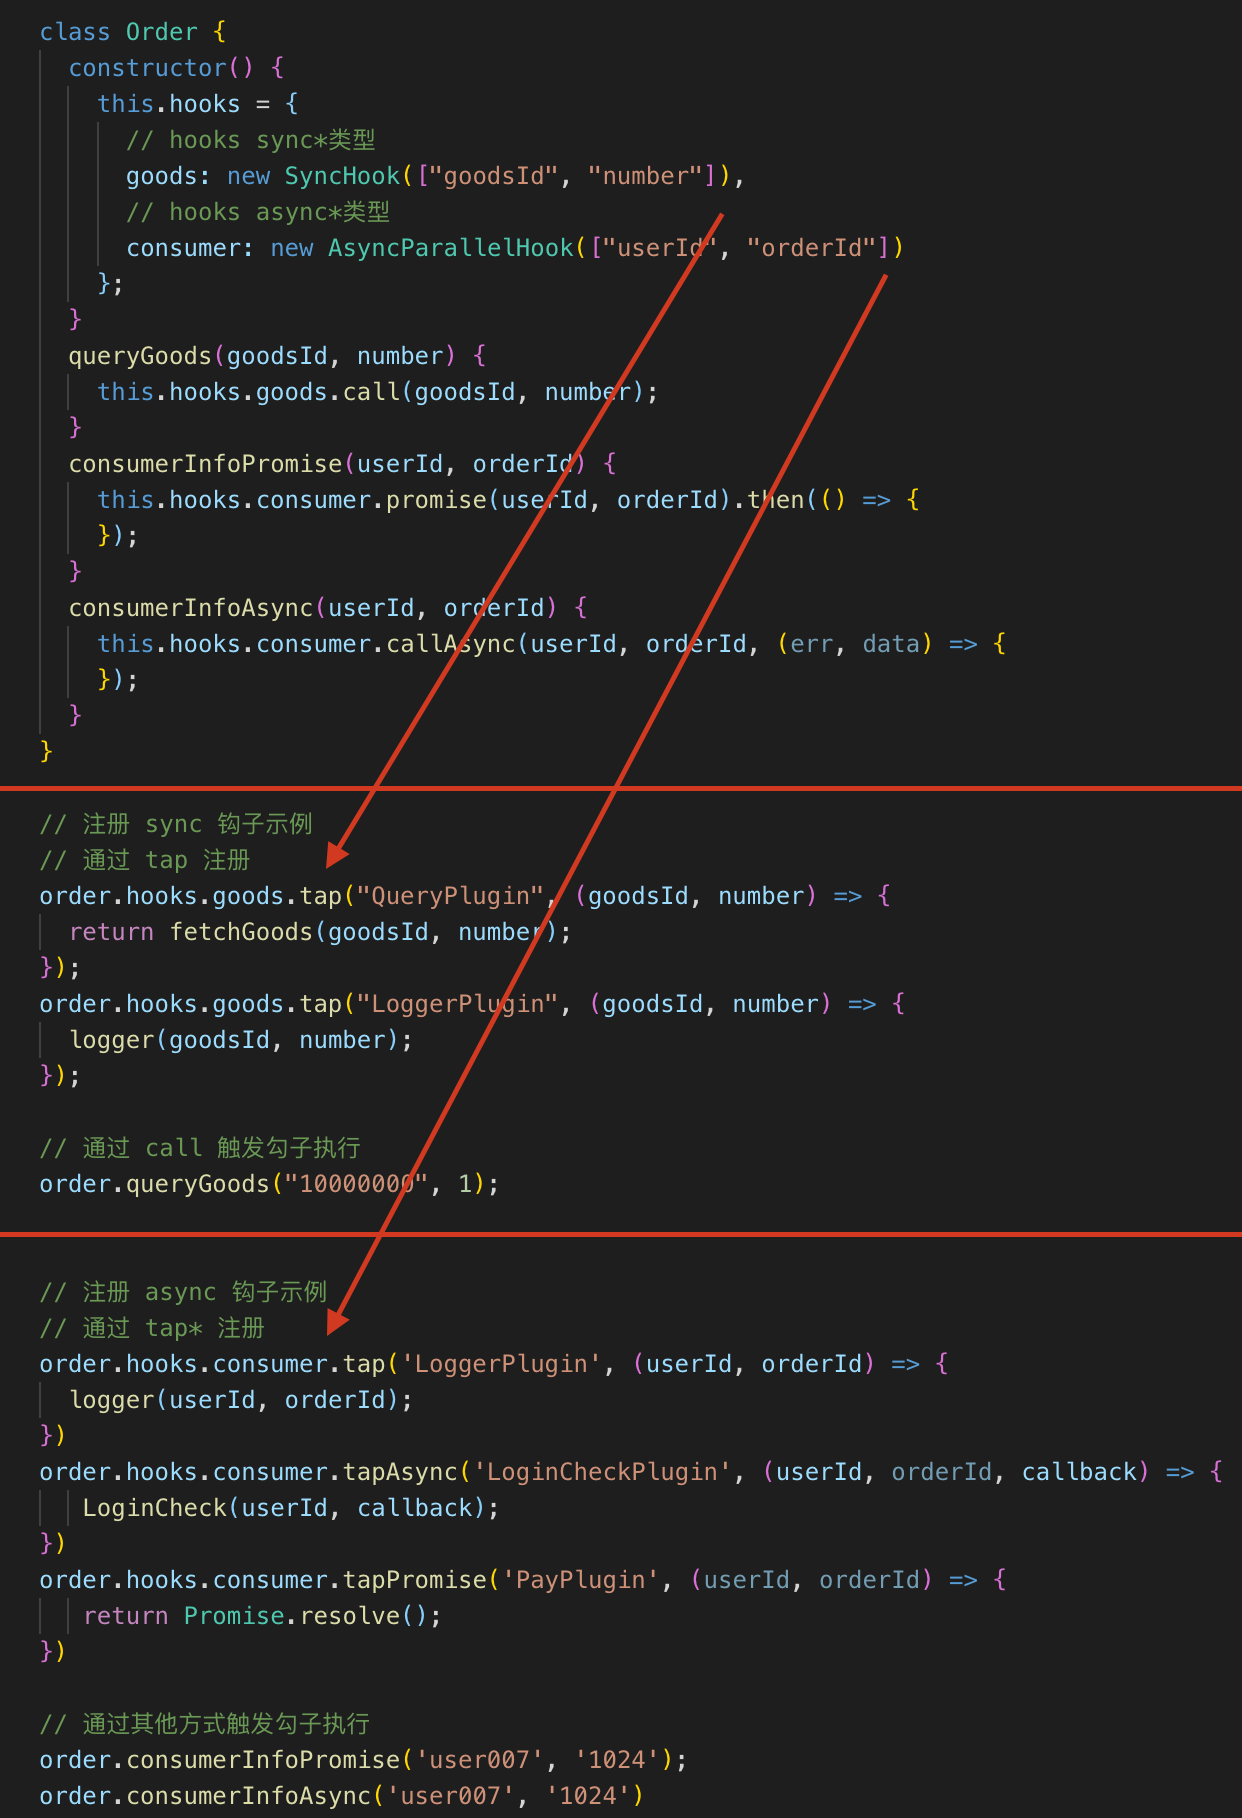 class Order {
constructor() {
this.hooks = {
// hooks sync*类型
goods: new SyncHook(["goodsId", "number"]),
// hooks async*类型
consumer: new AsyncParallelHook(["userId", "orderId"])
};
}
queryGoods(goodsId, number) {
this.hooks.goods.call(goodsId, number);
}
consumerInfoPromise(userId, orderId) {
this.hooks.consumer.promise(userId, orderId).then(() => {
});
}
consumerInfoAsync(userId, orderId) {
this.hooks.consumer.callAsync(userId, orderId, (err, data) => {
});
}
}
// 注册 sync 钩子示例
// 通过 tap 注册
order.hooks.goods.tap("QueryPlugin", (goodsId, number) => {
return fetchGoods(goodsId, number);
});
order.hooks.goods.tap("LoggerPlugin", (goodsId, number) => {
logger(goodsId, number);
});
// 通过 call 触发勾子执行
order.queryGoods("10000000", 1);
// 注册 async 钩子示例
// 通过 tap* 注册
order.hooks.consumer.tap('LoggerPlugin', (userId, orderId) => {
logger(userId, orderId);
})
order.hooks.consumer.tapAsync('LoginCheckPlugin', (userId, orderId, callback) => {
LoginCheck(userId, callback);
})
order.hooks.consumer.tapPromise('PayPlugin', (userId, orderId) => {
return Promise.resolve();
})
// 通过其他方式触发勾子执行
order.consumerInfoPromise('user007', '1024');
order.consumerInfoAsync('user007', '1024')